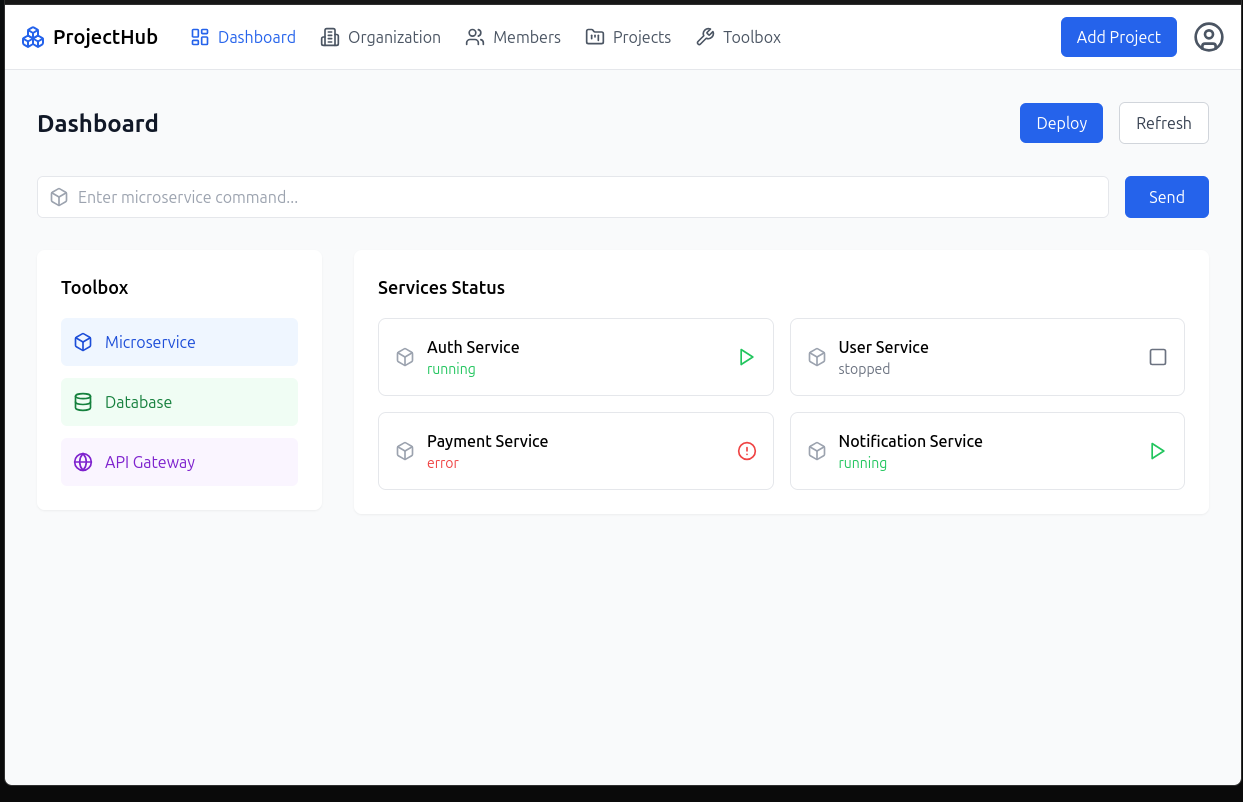 ProjectHub
Dashboard
Organization
Members
Projects
Toolbox
Add Project
Dashboard
Deploy
Refresh
Enter microservice command...
Send
Toolbox
Microservice
Database
API Gateway
Services Status
Auth Service
running
User Service
stopped
Payment Service
error
Notification Service
running